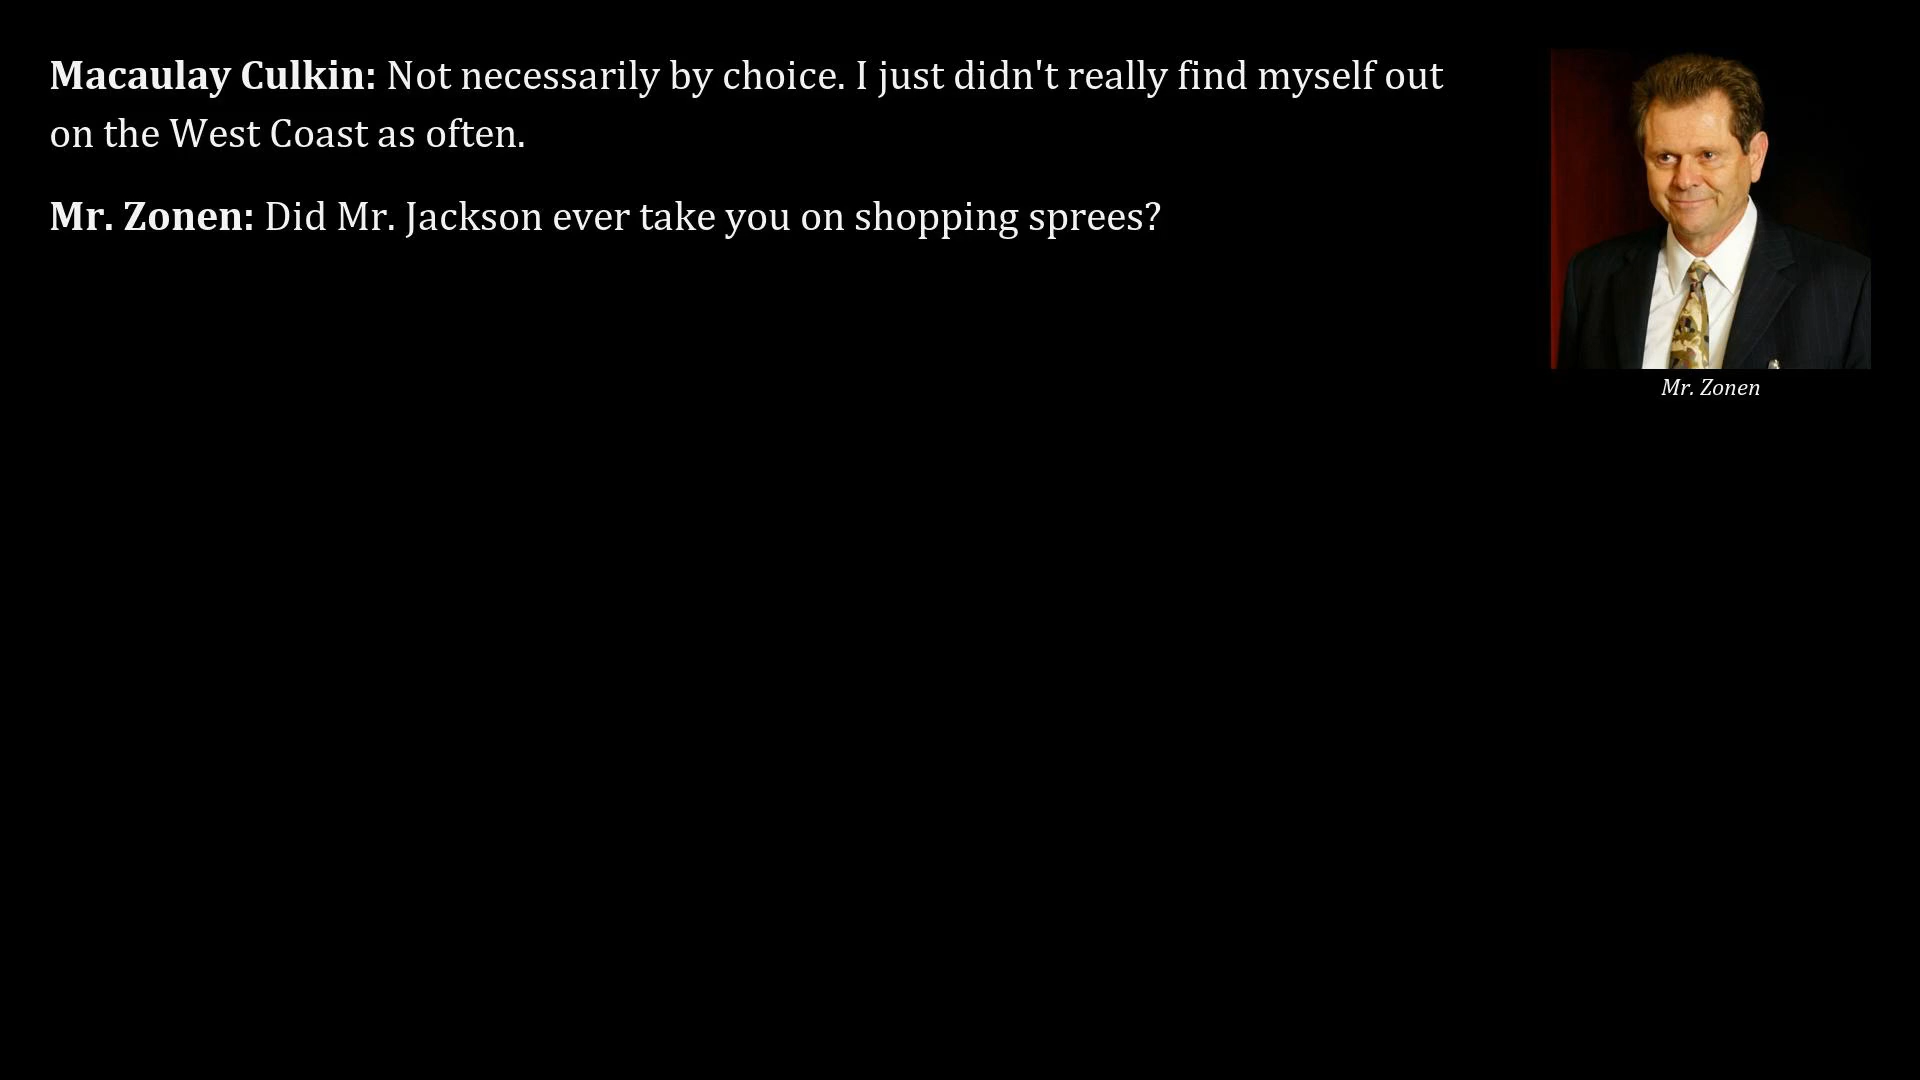 Macaulay Culkin: Not necessarily by choice. I just didn't really find myself out
on the West Coast as often.
Mr. Zonen: Did Mr. Jackson ever take you on shopping sprees?
Mr. Zonen